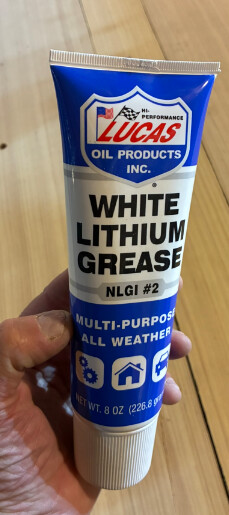 HI-
PERFORMANCE
LUCAS
OIL PRODUCTS
INC.
WHITE
LITHIUM
GREASE
NLGI #2
MULTI-PURPOSE
ALL WEATHER
NET WT. 8 OZ (226.8